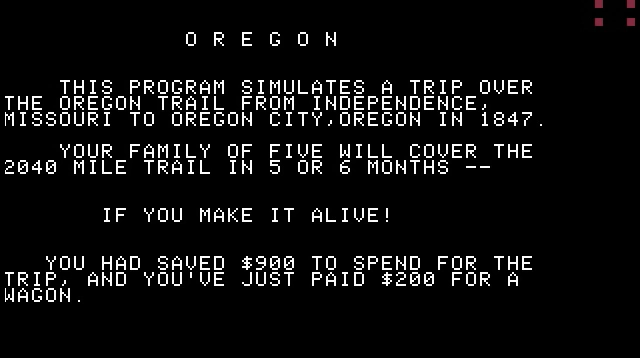 O R E G O N
THIS PROGRAM SIMULATES A TRIP OVER
THE OREGON TRAIL FROM INDEPENDENCE,
MISSOURI TO OREGON CITY,OREGON IN 1847.
YOUR FAMILY OF FIVE WILL COVER THE
2040 MILE TRAIL IN 5 OR 6 MONTHS --
IF YOU MAKE IT ALIVE!
YOU HAD SAVED $900 TO SPEND FOR THE
TRIP, AND YOU'VE JUST PAID $200 FOR A
WAGON.